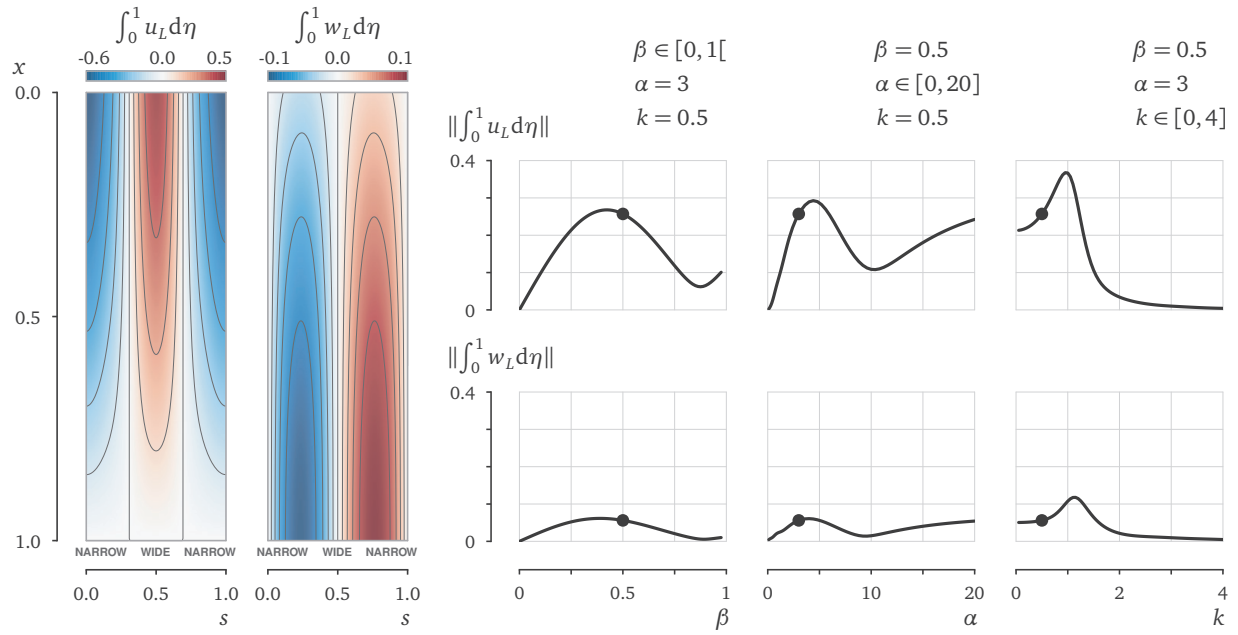 ∫₀¹ u_L dη
-0.6 0.0 0.5
∫₀¹ w_L dη
-0.1 0.0 0.1
x
0.0
0.5
1.0
NARROW WIDE NARROW
NARROW WIDE NARROW
0.0 0.5 1.0
s
0.0 0.5 1.0
s
β ∈ [0, 1[
α = 3
k = 0.5
β = 0.5
α ∈ [0, 20]
k = 0.5
β = 0.5
α = 3
k ∈ [0, 4]
‖∫₀¹ u_L dη‖
0.4
0
‖∫₀¹ w_L dη‖
0.4
0
0 0.5 1
β
0 10 20
α
0 2 4
k